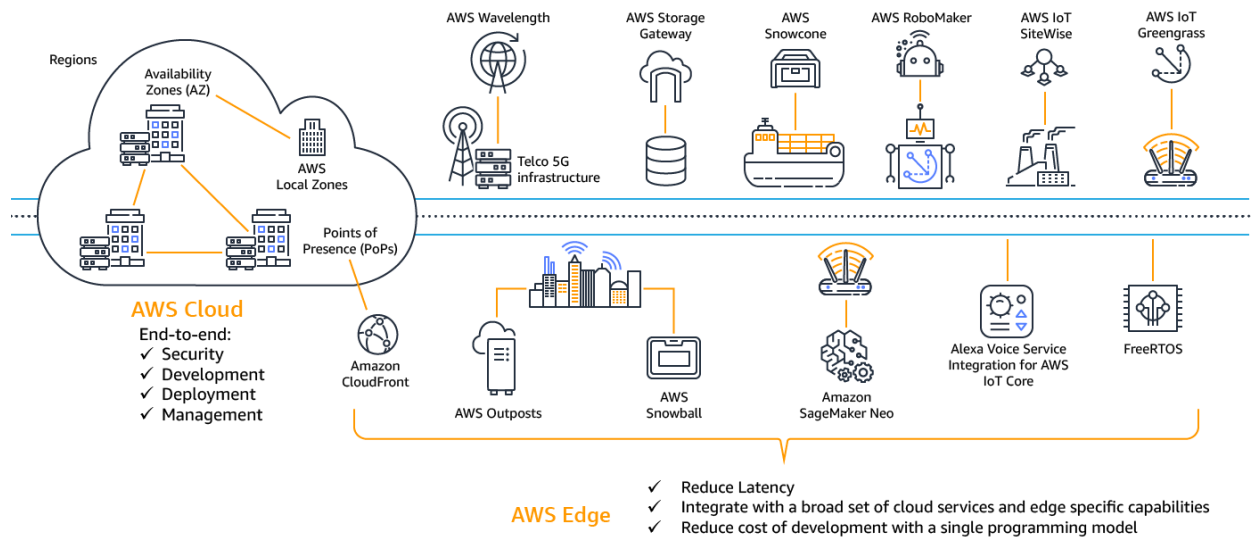 Regions
Availability
Zones (AZ)
AWS
Local Zones
Points of
Presence (PoPs)
AWS Cloud
End-to-end:
✓ Security
✓ Development
✓ Deployment
✓ Management
Amazon
CloudFront
AWS Wavelength
Telco 5G
infrastructure
AWS Storage
Gateway
AWS
Snowcone
AWS RoboMaker
AWS IoT
SiteWise
AWS IoT
Greengrass
AWS Outposts
AWS
Snowball
Amazon
SageMaker Neo
Alexa Voice Service
Integration for AWS
IoT Core
FreeRTOS
AWS Edge
✓ Reduce Latency
✓ Integrate with a broad set of cloud services and edge specific capabilities
✓ Reduce cost of development with a single programming model